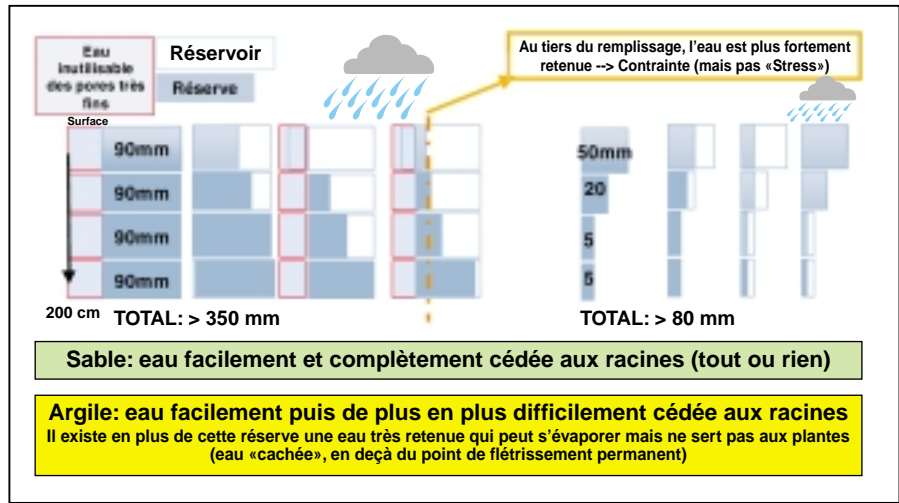 Eau
inutilisable
des pores très
fins
Réservoir
Réserve
Au tiers du remplissage, l'eau est plus fortement
retenue --> Contrainte (mais pas «Stress»)
Surface
90mm
90mm
90mm
90mm
200 cm
TOTAL: > 350 mm
50mm
20
5
5
TOTAL: > 80 mm
Sable: eau facilement et complètement cédée aux racines (tout ou rien)
Argile: eau facilement puis de plus en plus difficilement cédée aux racines
Il existe en plus de cette réserve une eau très retenue qui peut s'évaporer mais ne sert pas aux plantes
(eau «cachée», en deçà du point de flétrissement permanent)